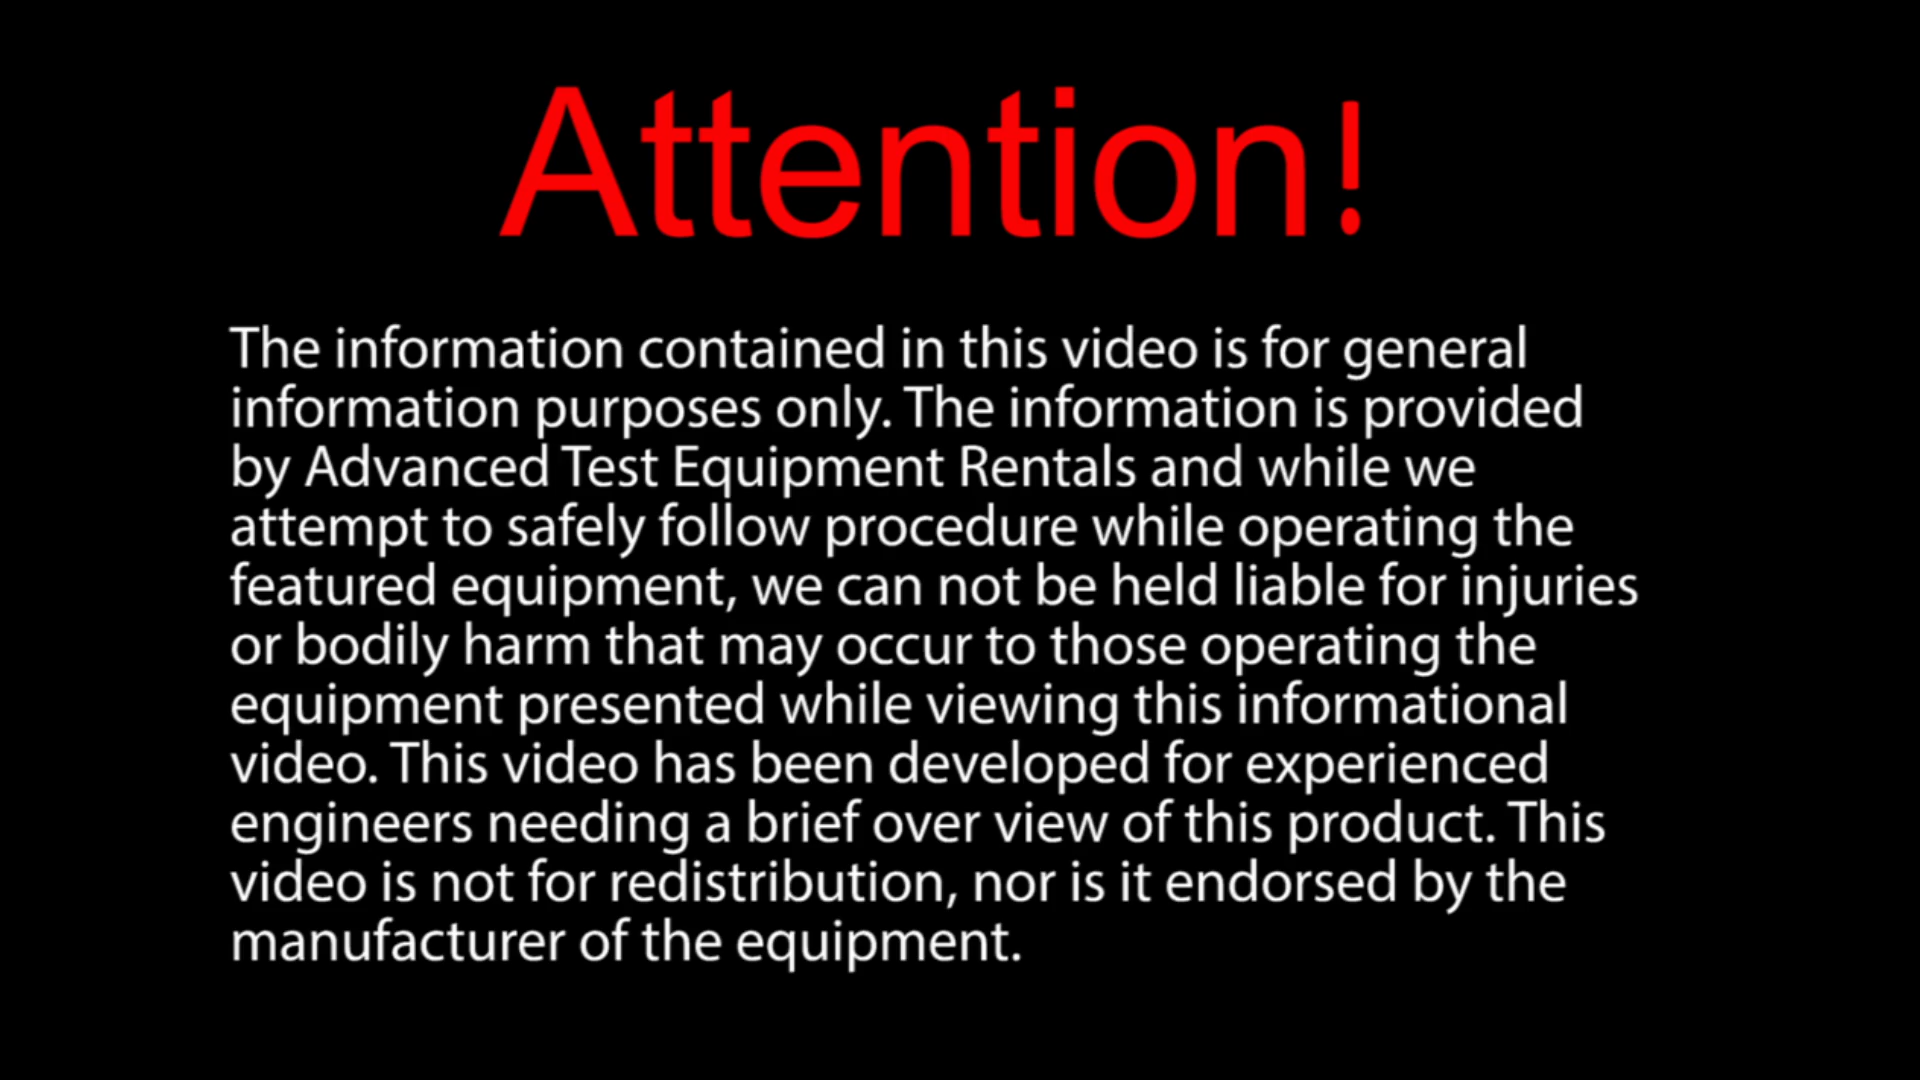 Attention!
The information contained in this video is for general
information purposes only. The information is provided
by Advanced Test Equipment Rentals and while we
attempt to safely follow procedure while operating the
featured equipment, we can not be held liable for injuries
or bodily harm that may occur to those operating the
equipment presented while viewing this informational
video. This video has been developed for experienced
engineers needing a brief over view of this product. This
video is not for redistribution, nor is it endorsed by the
manufacturer of the equipment.